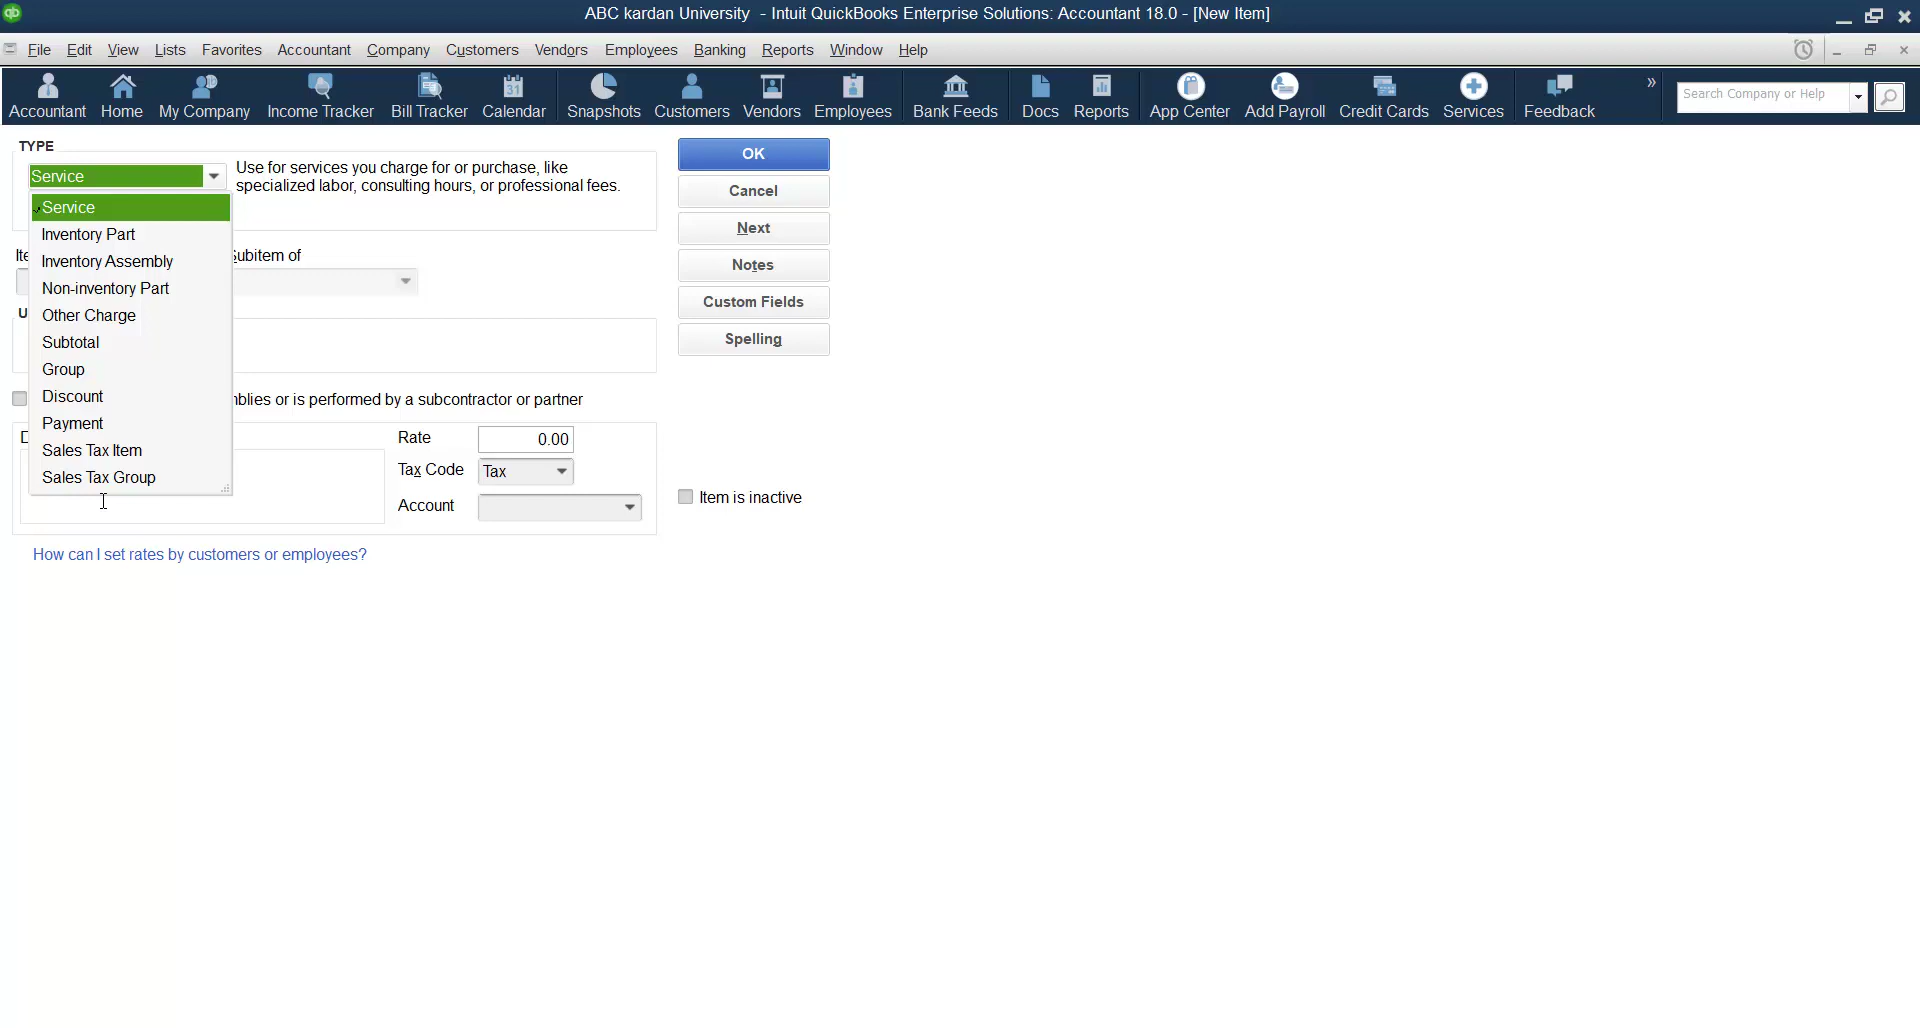 ABC kardan University - Intuit QuickBooks Enterprise Solutions: Accountant 18.0 - [New Item]
File Edit View Lists Favorites Accountant Company Customers Vendors Employees Banking Reports Window Help
Accountant Home My Company Income Tracker Bill Tracker Calendar Snapshots Customers Vendors Employees Bank Feeds Docs Reports App Center Add Payroll Credit Cards Services Feedback » Search Company or Help
31
TYPE
Service
Use for services you charge for or purchase, like
specialized labor, consulting hours, or professional fees.
Service
Inventory Part
Inventory Assembly
Non-inventory Part
Other Charge
Subtotal
Group
Discount
Payment
Sales Tax Item
Sales Tax Group
Subitem of
or is performed by a subcontractor or partner
Rate 0.00
Tax Code Tax
Account
How can I set rates by customers or employees?
OK
Cancel
Next
Notes
Custom Fields
Spelling
Item is inactive